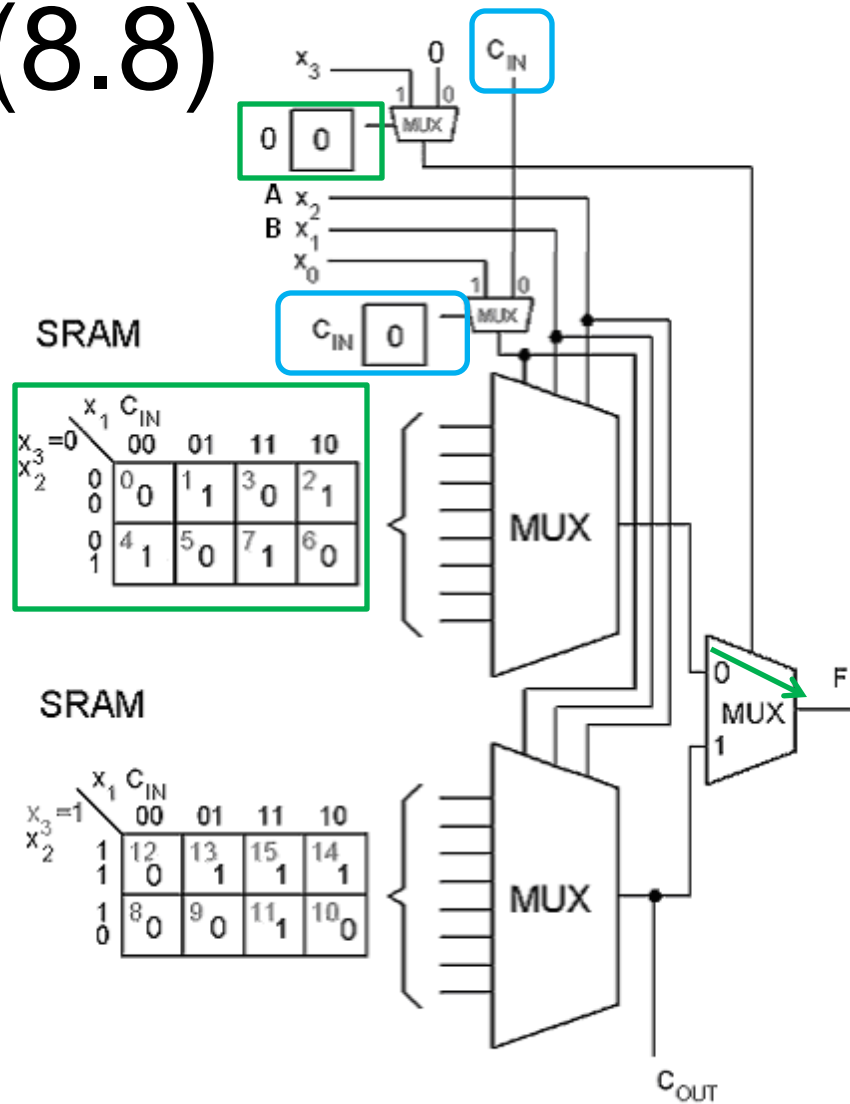 (8.8)
x3 0 CIN
1 0
0 0 MUX
A x2
B x1
x0 1 0
CIN 0 MUX
SRAM
x1 CIN
x3=0 00 01 11 10
x2
0 0 0 0 1 1 3 0 2 1
0 1 4 1 5 0 7 1 6 0
MUX
0 F
MUX
1
SRAM
x1 CIN
x3=1 00 01 11 10
x2
1 1 12 0 13 1 15 1 14 1
1 0 8 0 9 0 11 1 10 0
MUX
COUT